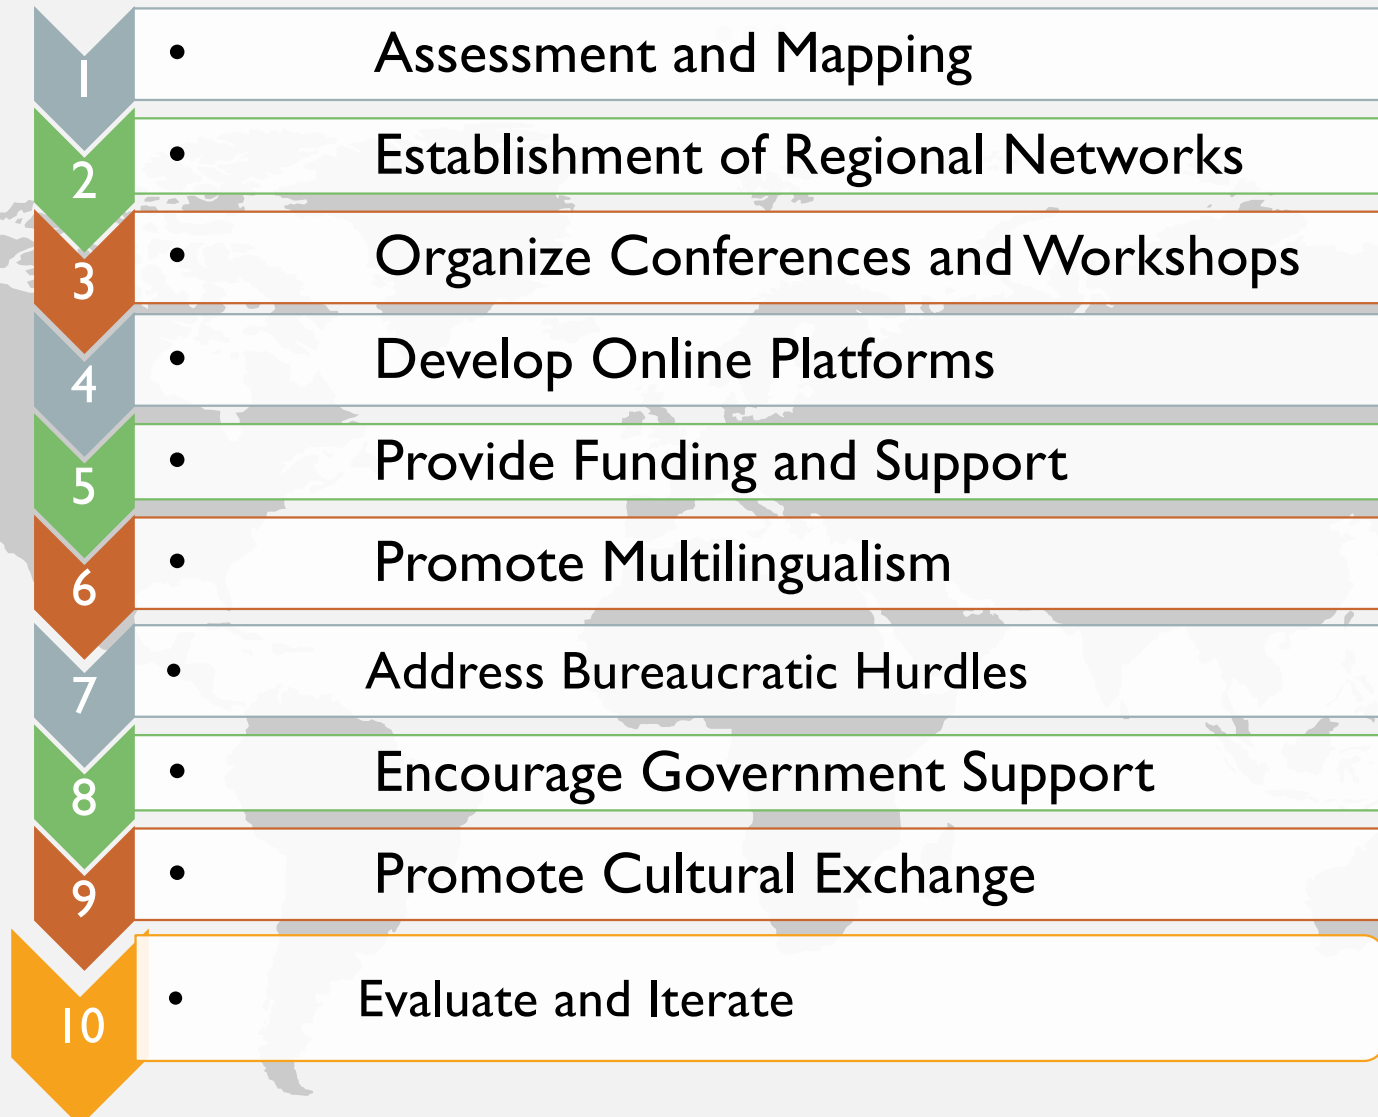 1 • Assessment and Mapping
2 • Establishment of Regional Networks
3 • Organize Conferences and Workshops
4 • Develop Online Platforms
5 • Provide Funding and Support
6 • Promote Multilingualism
7 • Address Bureaucratic Hurdles
8 • Encourage Government Support
9 • Promote Cultural Exchange
10 • Evaluate and Iterate